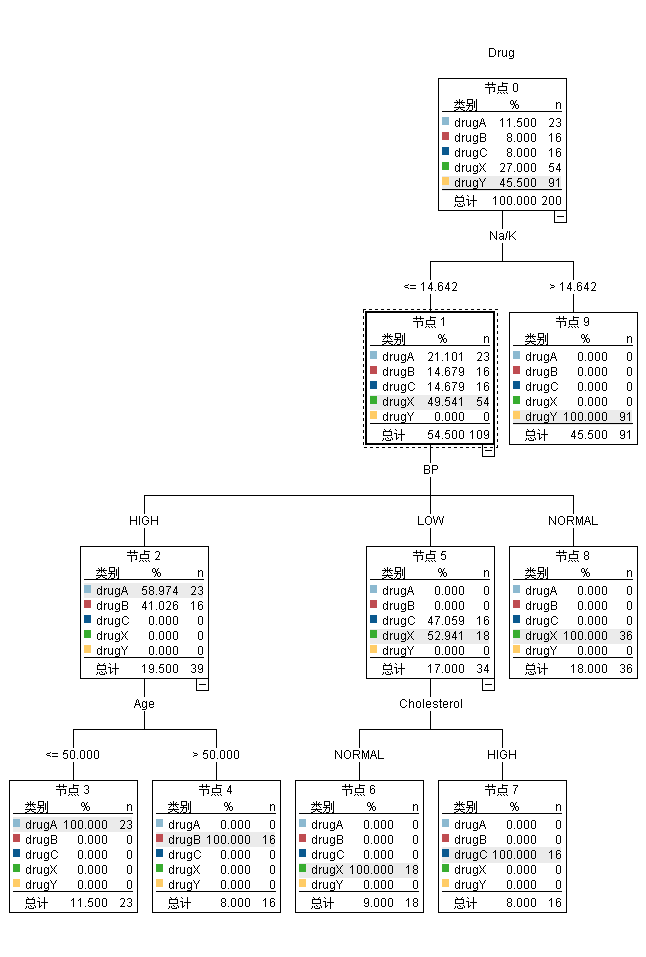 Drug
节点 0
类别 % n
drugA 11.500 23
drugB 8.000 16
drugC 8.000 16
drugX 27.000 54
drugY 45.500 91
总计 100.000 200
Na/K
<= 14.642
> 14.642
节点 1
类别 % n
drugA 21.101 23
drugB 14.679 16
drugC 14.679 16
drugX 49.541 54
drugY 0.000 0
总计 54.500 109
节点 9
类别 % n
drugA 0.000 0
drugB 0.000 0
drugC 0.000 0
drugX 0.000 0
drugY 100.000 91
总计 45.500 91
BP
HIGH
LOW
NORMAL
节点 2
类别 % n
drugA 58.974 23
drugB 41.026 16
drugC 0.000 0
drugX 0.000 0
drugY 0.000 0
总计 19.500 39
节点 5
类别 % n
drugA 0.000 0
drugB 0.000 0
drugC 47.059 16
drugX 52.941 18
drugY 0.000 0
总计 17.000 34
节点 8
类别 % n
drugA 0.000 0
drugB 0.000 0
drugC 0.000 0
drugX 100.000 36
drugY 0.000 0
总计 18.000 36
Age
Cholesterol
<= 50.000
> 50.000
NORMAL
HIGH
节点 3
类别 % n
drugA 100.000 23
drugB 0.000 0
drugC 0.000 0
drugX 0.000 0
drugY 0.000 0
总计 11.500 23
节点 4
类别 % n
drugA 0.000 0
drugB 100.000 16
drugC 0.000 0
drugX 0.000 0
drugY 0.000 0
总计 8.000 16
节点 6
类别 % n
drugA 0.000 0
drugB 0.000 0
drugC 0.000 0
drugX 100.000 18
drugY 0.000 0
总计 9.000 18
节点 7
类别 % n
drugA 0.000 0
drugB 0.000 0
drugC 100.000 16
drugX 0.000 0
drugY 0.000 0
总计 8.000 16